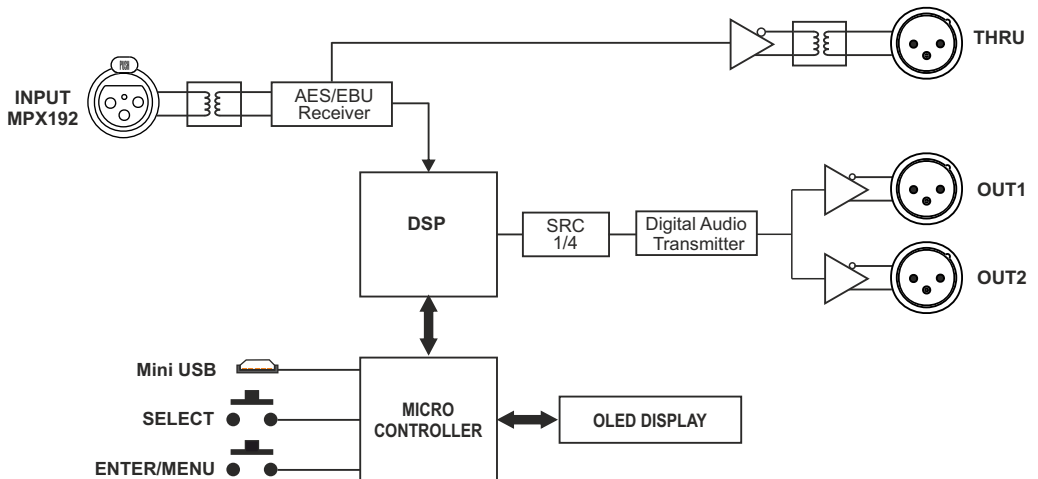 THRU
PUSH
INPUT
MPX192
AES/EBU
Receiver
DSP
SRC
1/4
Digital Audio
Transmitter
OUT1
OUT2
Mini USB
SELECT
ENTER/MENU
MICRO
CONTROLLER
OLED DISPLAY